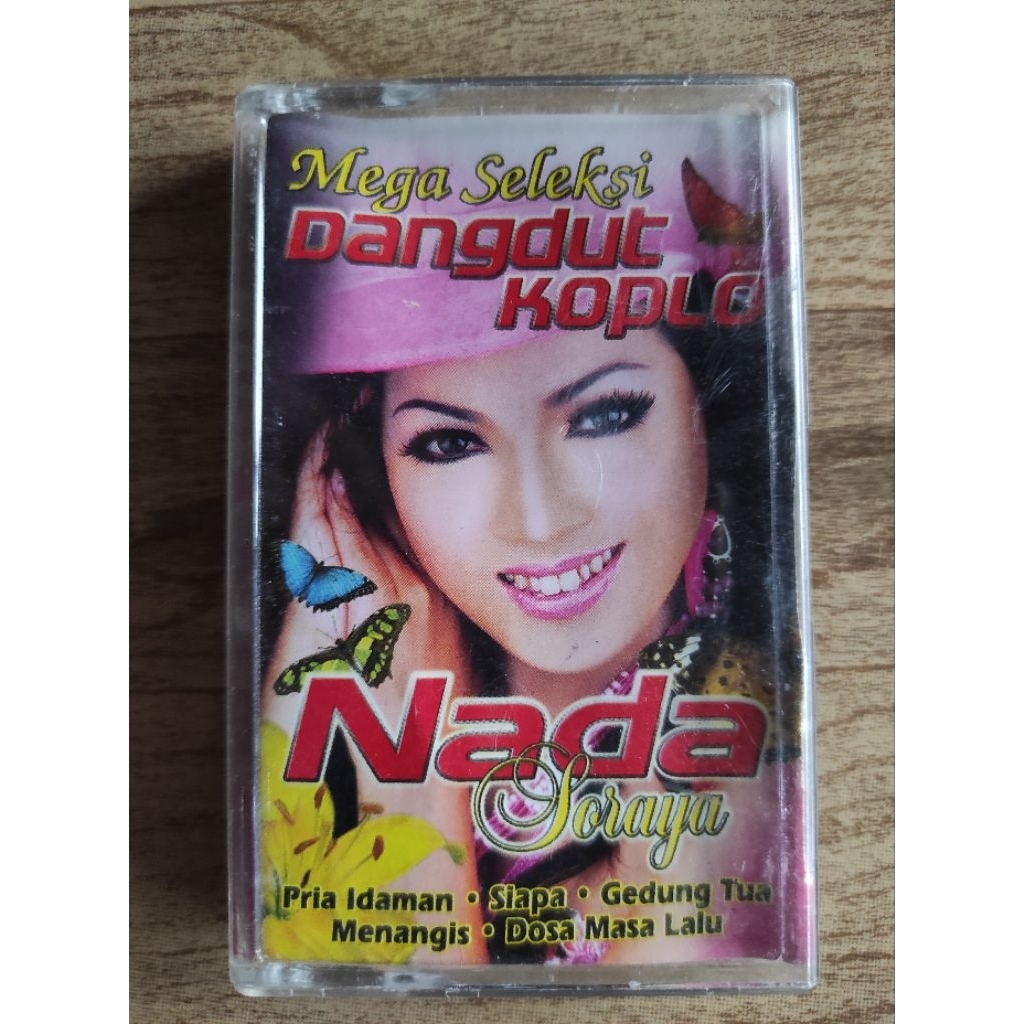 Mega Seleksi
Dangdut
Koplo
Nada
Soraya
Pria Idaman • Siapa • Gedung Tua
Menangis • Dosa Masa Lalu